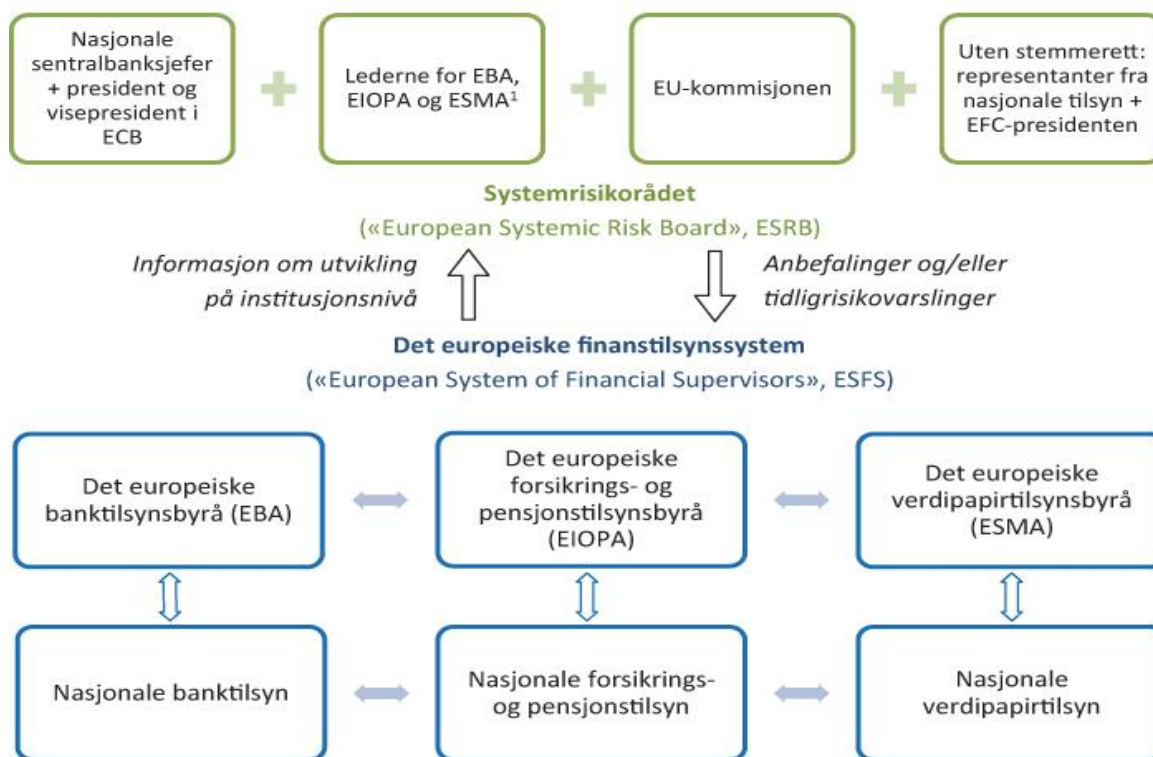 Nasjonale
sentralbanksjefer
+ president og
visepresident i
ECB
Lederne for EBA,
EIOPA og ESMA¹
EU-kommisjonen
Uten stemmerett:
representanter fra
nasjonale tilsyn +
EFC-presidenten
Systemrisikorådet
(«European Systemic Risk Board», ESRB)
Informasjon om utvikling
på institusjonsnivå
Anbefalinger og/eller
tidligrisikovarslinger
Det europeiske finanstilsynssystem
(«European System of Financial Supervisors», ESFS)
Det europeiske
banktilsynsbyrå (EBA)
Det europeiske
forsikrings- og
pensjonstilsynsbyrå
(EIOPA)
Det europeiske
verdipapirtilsynsbyrå
(ESMA)
Nasjonale banktilsyn
Nasjonale forsikrings-
og pensjonstilsyn
Nasjonale
verdipapirtilsyn